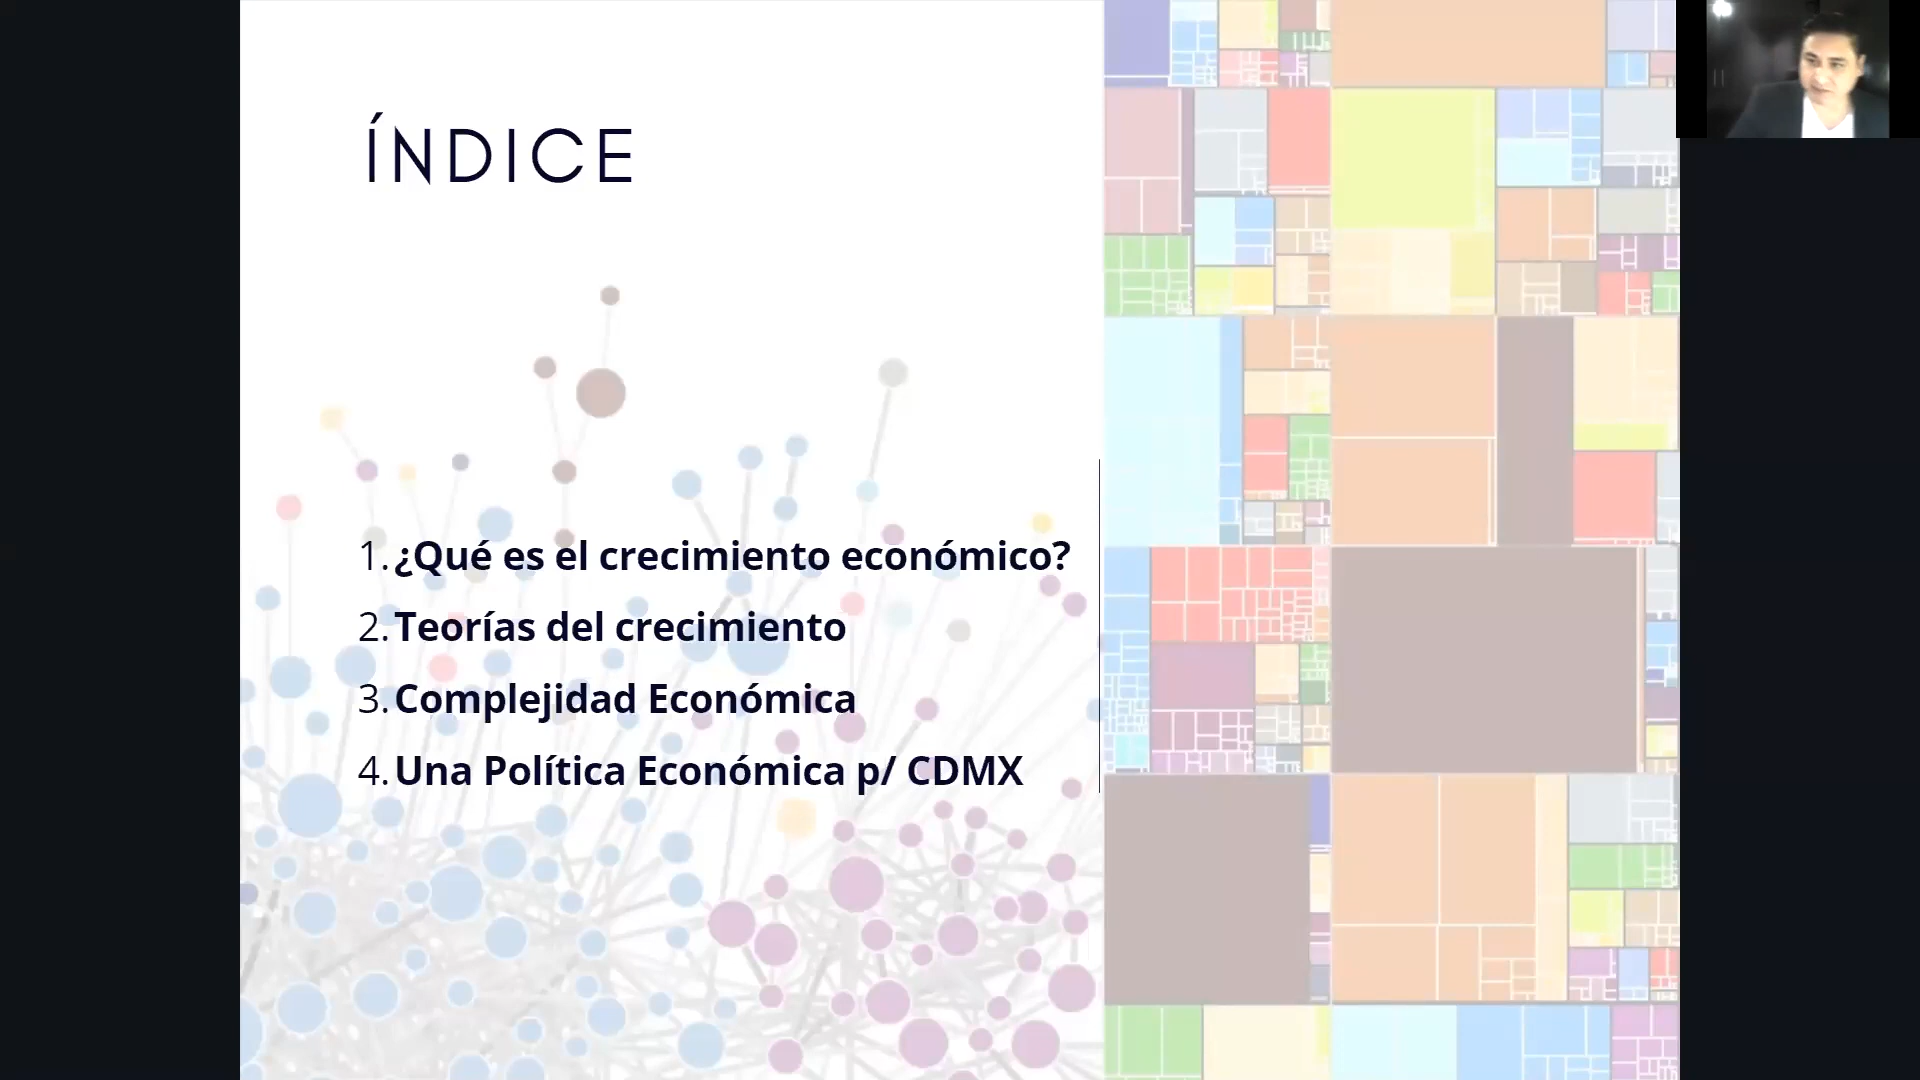 ÍNDICE
1. ¿Qué es el crecimiento económico?
2. Teorías del crecimiento
3. Complejidad Económica
4. Una Política Económica p/ CDMX